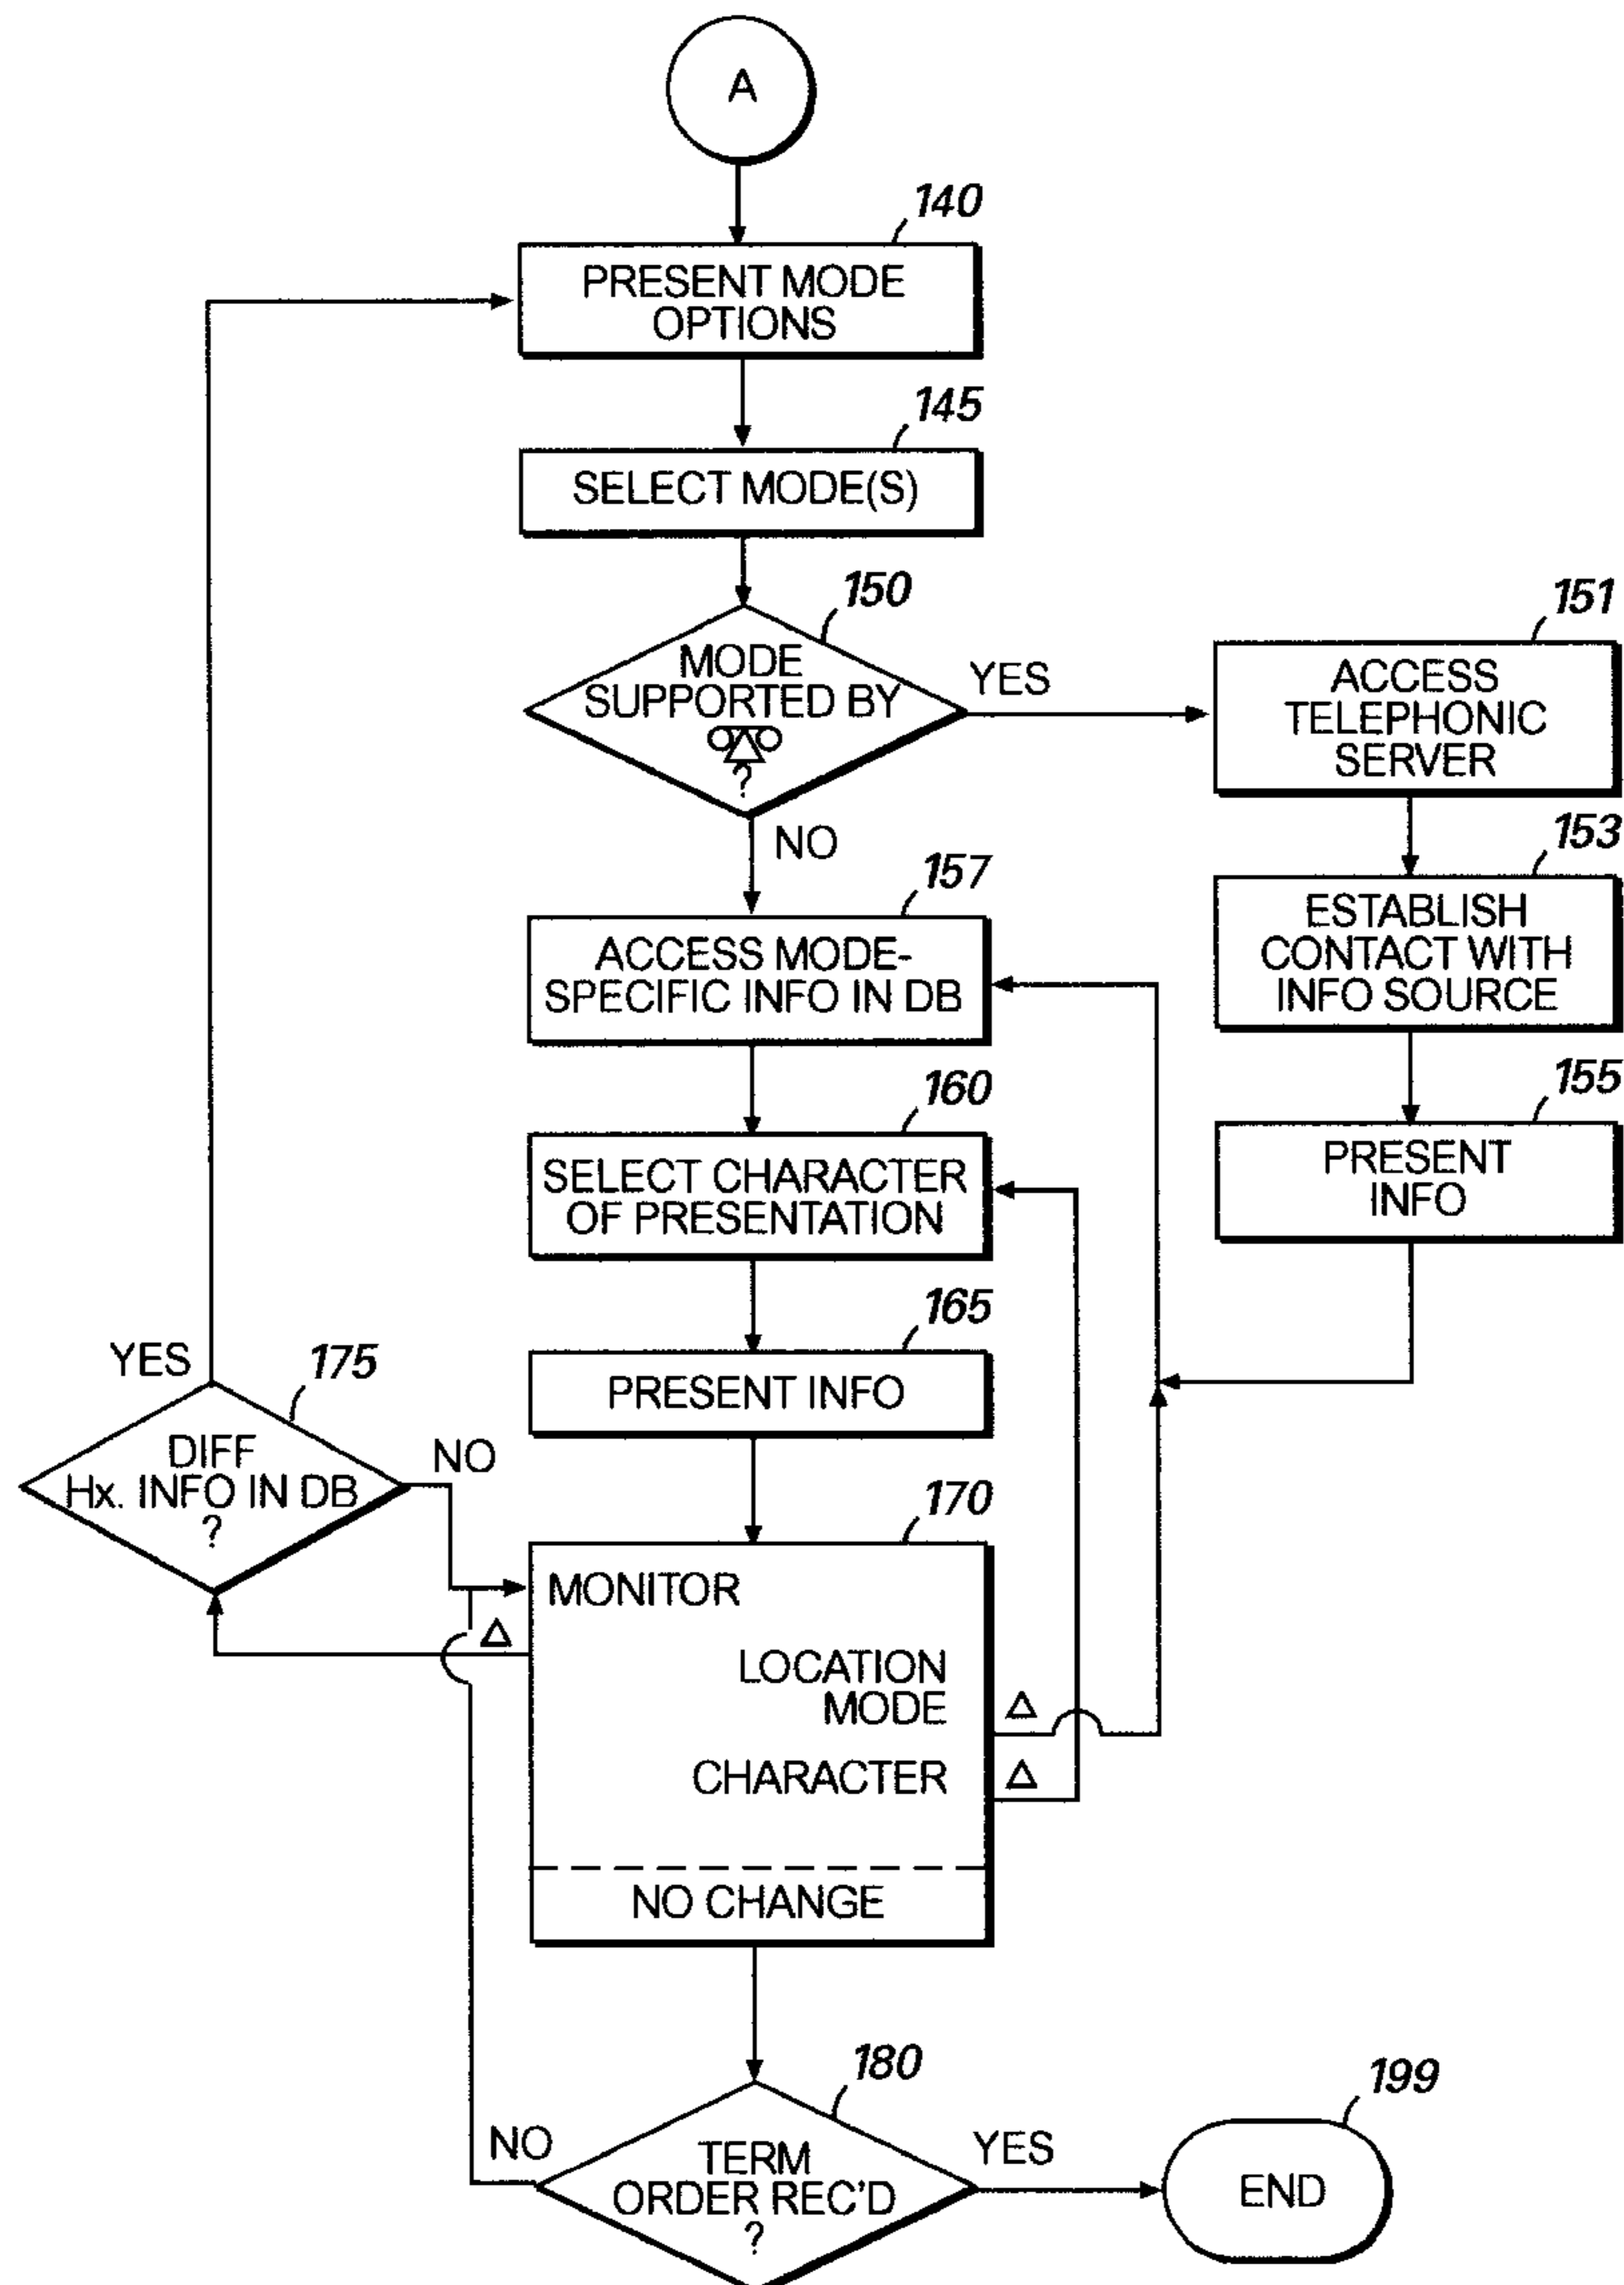 A
140
PRESENT MODE
OPTIONS
145
SELECT MODE(S)
150
MODE
SUPPORTED BY
?
YES
NO
151
ACCESS
TELEPHONIC
SERVER
153
ESTABLISH
CONTACT WITH
INFO SOURCE
155
PRESENT
INFO
157
ACCESS MODE-
SPECIFIC INFO IN DB
160
SELECT CHARACTER
OF PRESENTATION
165
PRESENT INFO
YES
175
DIFF
Hx. INFO IN DB
?
NO
170
MONITOR
Δ
LOCATION
MODE
Δ
CHARACTER
Δ
NO CHANGE
180
TERM
ORDER REC'D
?
NO
YES
199
END